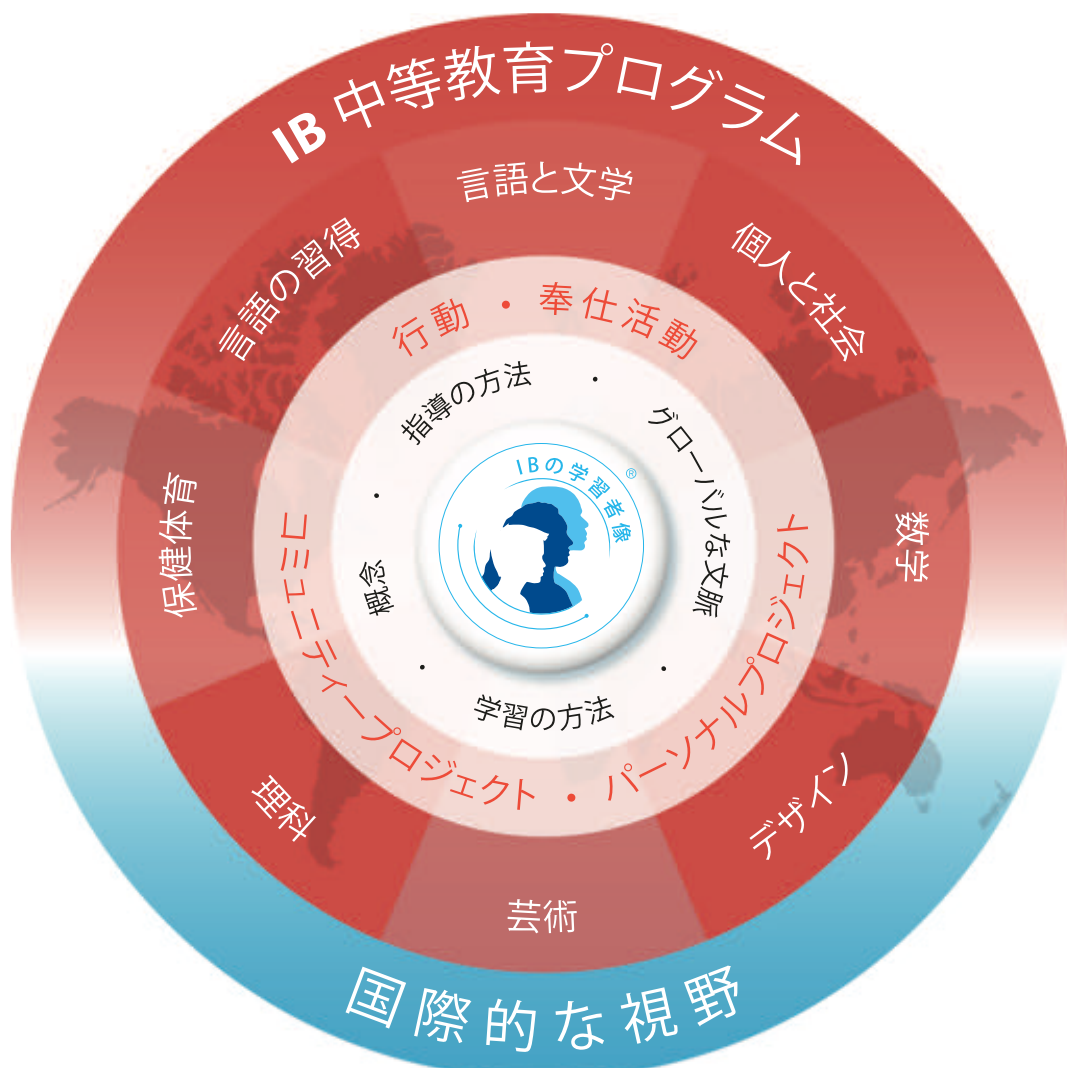 IB 中等教育プログラム
言語と文学
個人と社会
数学
デザイン
芸術
理科
保健体育
言語の習得
行動 ・ 奉仕活動
パーソナルプロジェクト
・
コミュニティープロジェクト
指導の方法
・
グローバルな文脈
・
学習の方法
・
概念
・
IBの学習者像®
国際的な視野